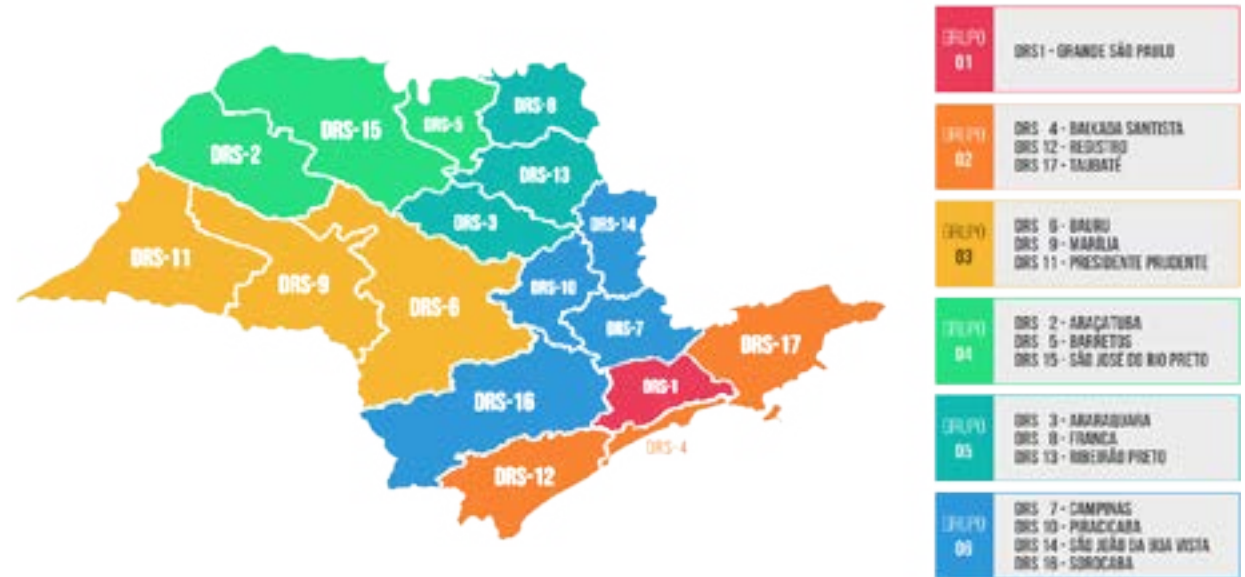 DRS-8
DRS-15
DRS-5
DRS-2
DRS-13
DRS-3
DRS-14
DRS-11
DRS-9
DRS-6
DRS-10
DRS-7
DRS-17
DRS-1
DRS-16
DRS-4
DRS-12
GRUPO
01
DRS1 - GRANDE SÃO PAULO
GRUPO
02
DRS 4 - BAIXADA SANTISTA
DRS 12 - REGISTRO
DRS 17 - TAUBATÉ
GRUPO
03
DRS 6 - BAURU
DRS 9 - MARÍLIA
DRS 11 - PRESIDENTE PRUDENTE
GRUPO
04
DRS 2 - ARAÇATUBA
DRS 5 - BARRETOS
DRS 15 - SÃO JOSÉ DO RIO PRETO
GRUPO
05
DRS 3 - ARARAQUARA
DRS 8 - FRANCA
DRS 13 - RIBEIRÃO PRETO
GRUPO
06
DRS 7 - CAMPINAS
DRS 10 - PIRACICABA
DRS 14 - SÃO JOÃO DA BOA VISTA
DRS 16 - SOROCABA